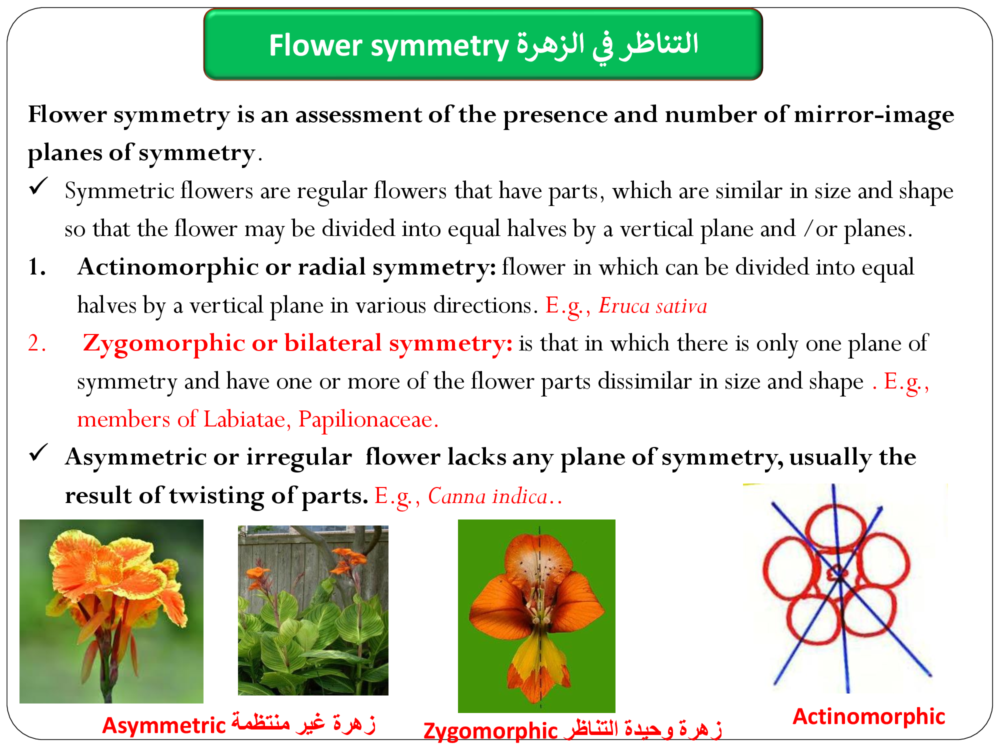 Flower symmetry التناظر في الزهرة
Flower symmetry is an assessment of the presence and number of mirror-image
planes of symmetry.
✓ Symmetric flowers are regular flowers that have parts, which are similar in size and shape
so that the flower may be divided into equal halves by a vertical plane and /or planes.
1. Actinomorphic or radial symmetry: flower in which can be divided into equal
halves by a vertical plane in various directions. E.g., Eruca sativa
2. Zygomorphic or bilateral symmetry: is that in which there is only one plane of
symmetry and have one or more of the flower parts dissimilar in size and shape . E.g.,
members of Labiatae, Papilionaceae.
✓ Asymmetric or irregular flower lacks any plane of symmetry, usually the
result of twisting of parts. E.g., Canna indica..
Asymmetric زهرة غير منتظمة
Zygomorphic زهرة وحيدة التناظر
Actinomorphic